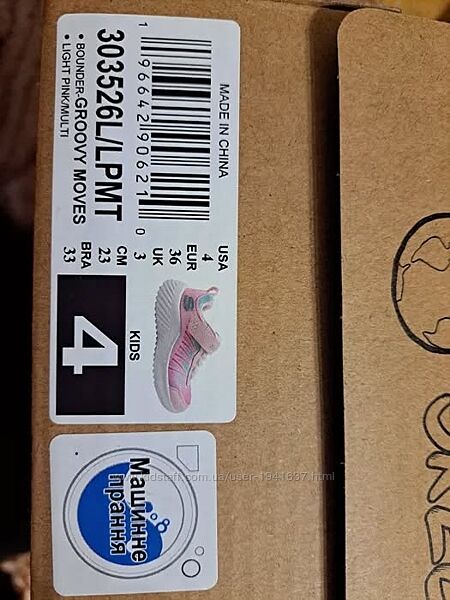 MADE IN CHINA
1 96642 90621 0
303526L/LPMT
• BOUNDER-GROOVY MOVES
• LIGHT PINK/MULTI
USA EUR UK CM BRA
4 36 3 23 33
KIDS
4
Машинне
прання